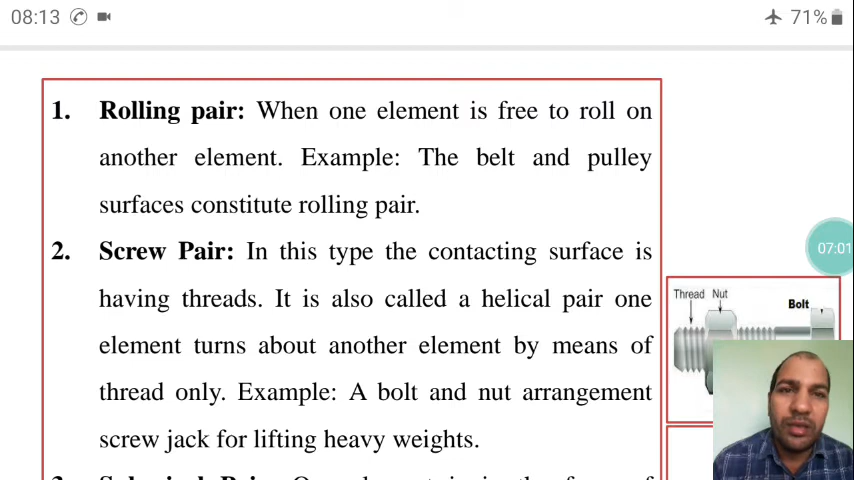 08:13 71%
1. Rolling pair: When one element is free to roll on
another element. Example: The belt and pulley
surfaces constitute rolling pair.
2. Screw Pair: In this type the contacting surface is
having threads. It is also called a helical pair one
element turns about another element by means of
thread only. Example: A bolt and nut arrangement
screw jack for lifting heavy weights.
07:01
Thread Nut
Bolt